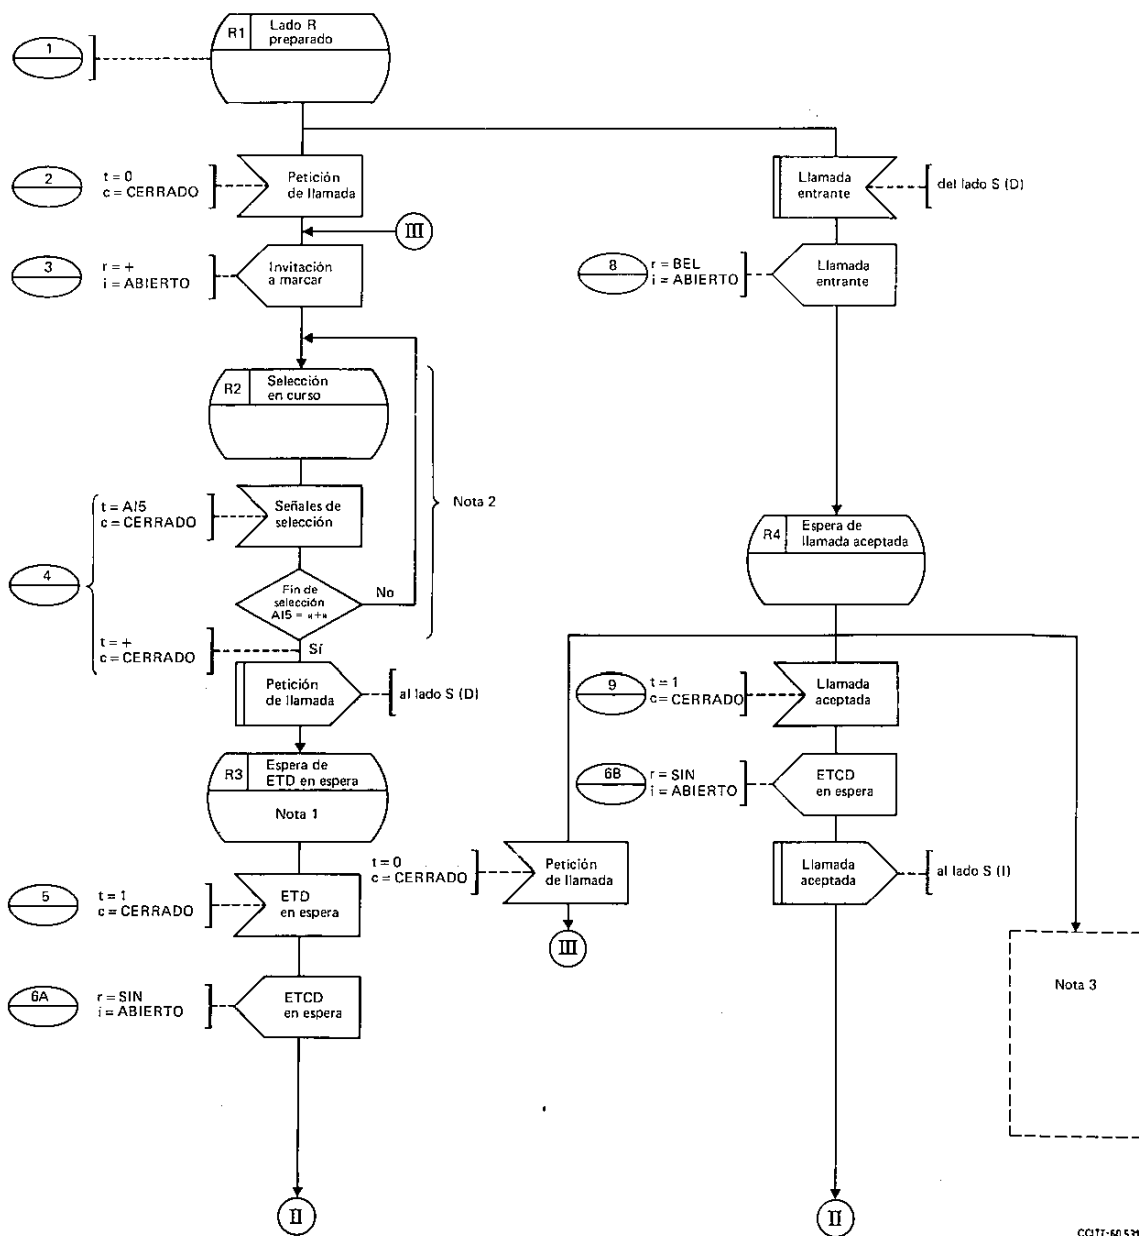 R1
Lado R
preparado
1
2
t = 0
c = CERRADO
Petición
de llamada
Llamada
entrante
del lado S (D)
III
3
r = +
i = ABIERTO
Invitación
a marcar
8
r = BEL
i = ABIERTO
Llamada
entrante
R2
Selección
en curso
Nota 2
t = AI5
c = CERRADO
Señales de
selección
4
Fin de
selección
AI5 = «+»
No
Sí
t = +
c = CERRADO
R4
Espera de
llamada aceptada
Petición
de llamada
al lado S (D)
9
t = 1
c = CERRADO
Llamada
aceptada
R3
Espera de
ETD en espera
Nota 1
6B
r = SIN
i = ABIERTO
ETCD
en espera
t = 0
c = CERRADO
Petición
de llamada
Llamada
aceptada
al lado S (I)
5
t = 1
c = CERRADO
ETD
en espera
III
6A
r = SIN
i = ABIERTO
ETCD
en espera
Nota 3
II
II